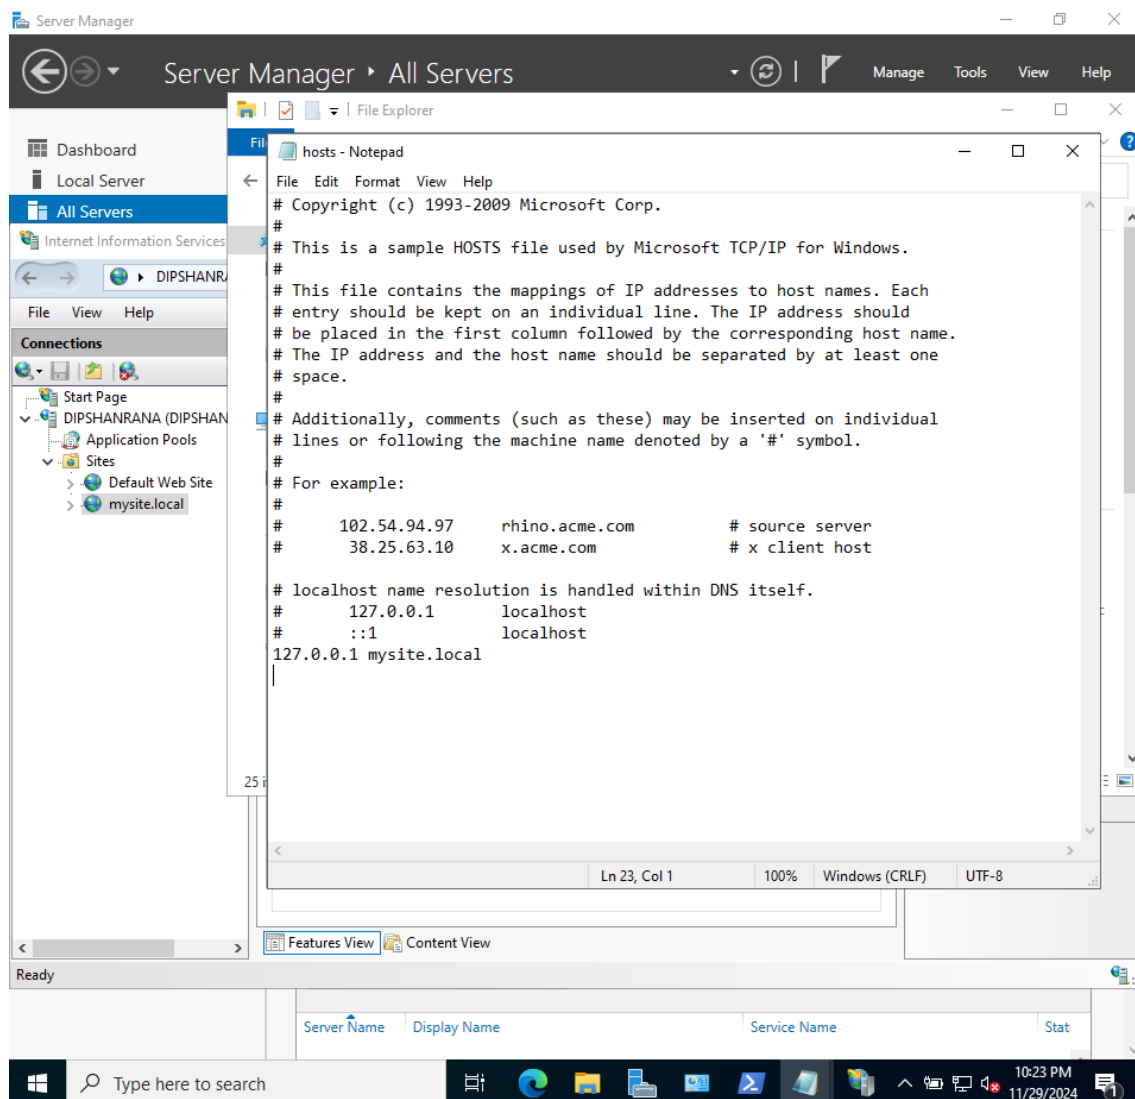 Server Manager
Server Manager ‣ All Servers
Manage Tools View Help
File Explorer
Dashboard
Local Server
All Servers
hosts - Notepad
File Edit Format View Help
# Copyright (c) 1993-2009 Microsoft Corp.
#
# This is a sample HOSTS file used by Microsoft TCP/IP for Windows.
#
# This file contains the mappings of IP addresses to host names. Each
# entry should be kept on an individual line. The IP address should
# be placed in the first column followed by the corresponding host name.
# The IP address and the host name should be separated by at least one
# space.
#
# Additionally, comments (such as these) may be inserted on individual
# lines or following the machine name denoted by a '#' symbol.
#
# For example:
#
# 102.54.94.97 rhino.acme.com # source server
# 38.25.63.10 x.acme.com # x client host
# localhost name resolution is handled within DNS itself.
# 127.0.0.1 localhost
# ::1 localhost
127.0.0.1 mysite.local
Ln 23, Col 1 100% Windows (CRLF) UTF-8
Internet Information Services
DIPSHANRA
File View Help
Connections
Start Page
DIPSHANRANA (DIPSHAN
Application Pools
Sites
Default Web Site
mysite.local
25 i
Features View Content View
Ready
Server Name Display Name Service Name Stat
Type here to search
10:23 PM
11/29/2024
1